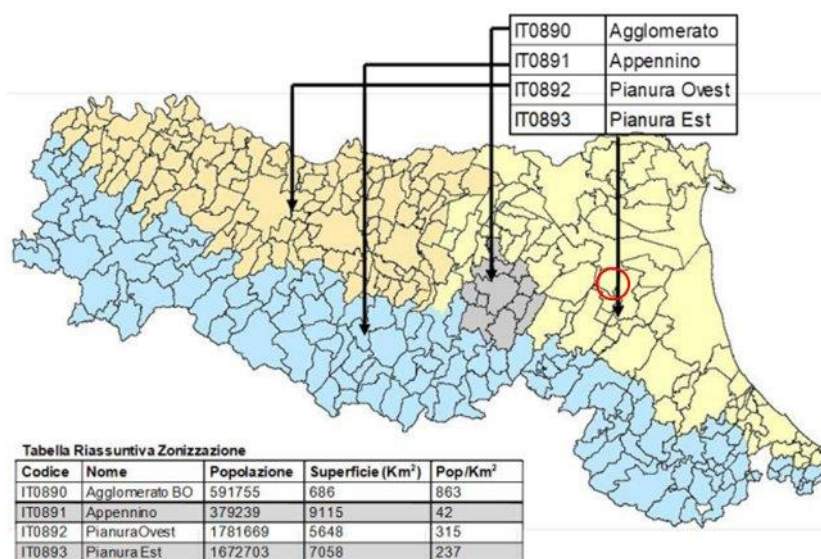 IT0890 Agglomerato
IT0891 Appennino
IT0892 Pianura Ovest
IT0893 Pianura Est
Tabella Riassuntiva Zonizzazione
Codice Nome Popolazione Superficie (Km²) Pop/Km²
IT0890 Agglomerato BO 591755 686 863
IT0891 Appennino 379239 9115 42
IT0892 PianuraOvest 1781669 5648 315
IT0893 Pianura Est 1672703 7058 237